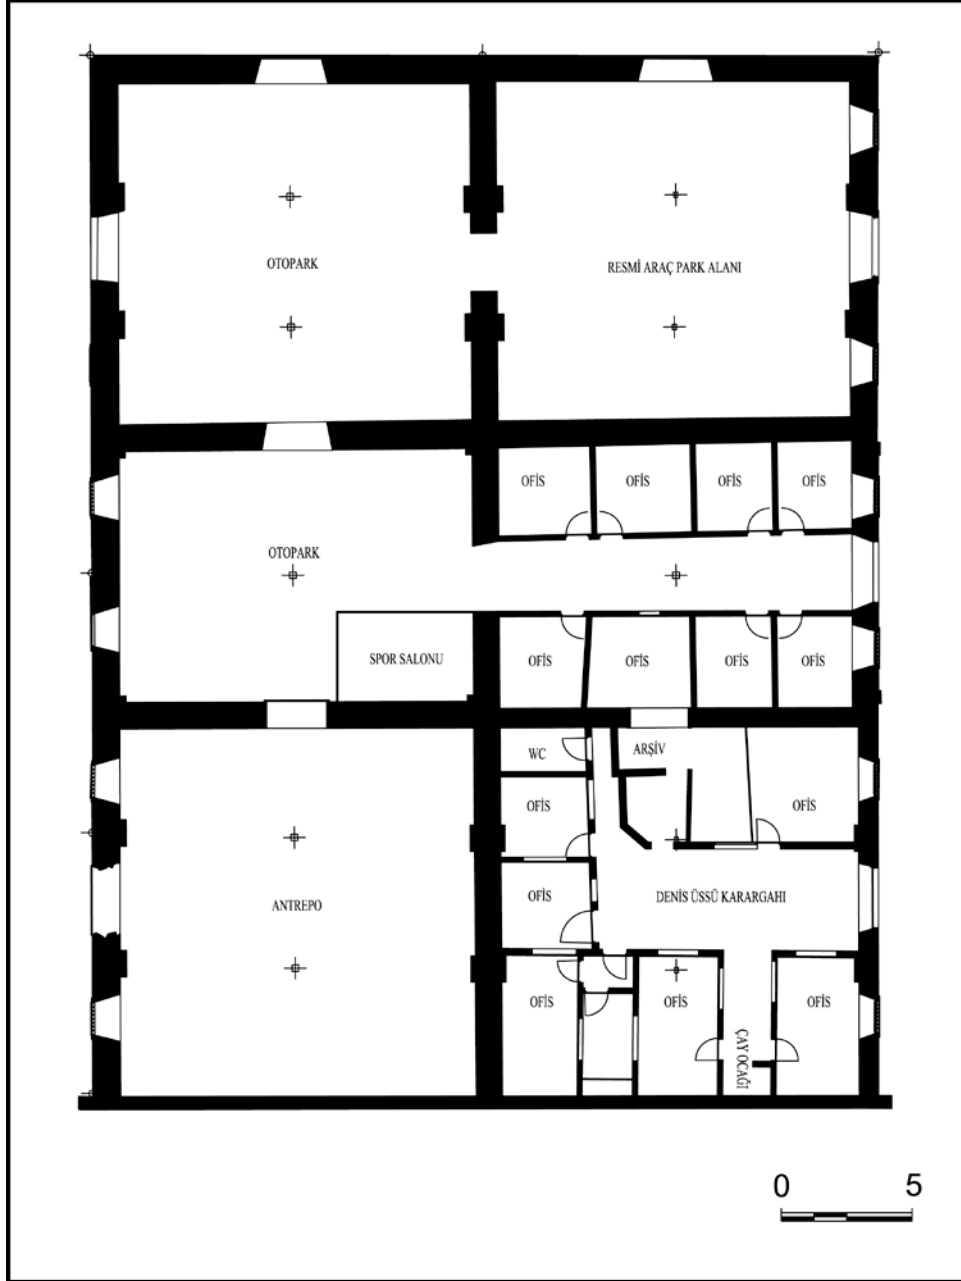 OTOPARK
RESMİ ARAÇ PARK ALANI
OFİS
OFİS
OFİS
OFİS
OTOPARK
SPOR SALONU
OFİS
OFİS
OFİS
OFİS
WC
ARŞİV
OFİS
OFİS
OFİS
DENIS ÜSSÜ KARARGAHI
ANTREPO
OFİS
OFİS
OFİS
ÇAY OCAĞI
0 5